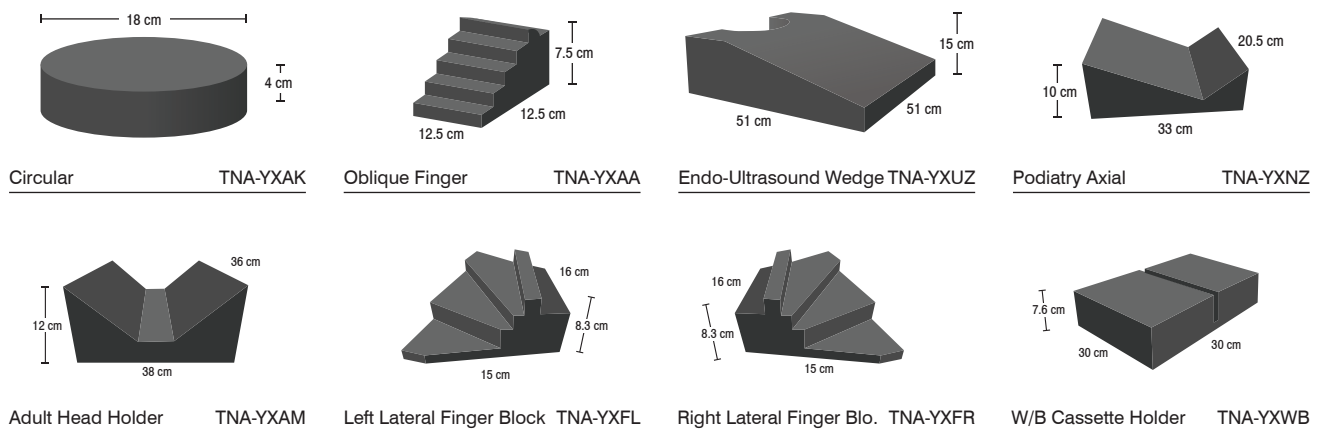 18 cm
4 cm
Circular TNA-YXAK
7.5 cm
12.5 cm
12.5 cm
Oblique Finger TNA-YXAA
15 cm
51 cm
51 cm
Endo-Ultrasound Wedge TNA-YXUZ
20.5 cm
10 cm
33 cm
Podiatry Axial TNA-YXNZ
36 cm
12 cm
38 cm
Adult Head Holder TNA-YXAM
16 cm
8.3 cm
15 cm
Left Lateral Finger Block TNA-YXFL
16 cm
8.3 cm
15 cm
Right Lateral Finger Blo. TNA-YXFR
7.6 cm
30 cm
30 cm
W/B Cassette Holder TNA-YXWB